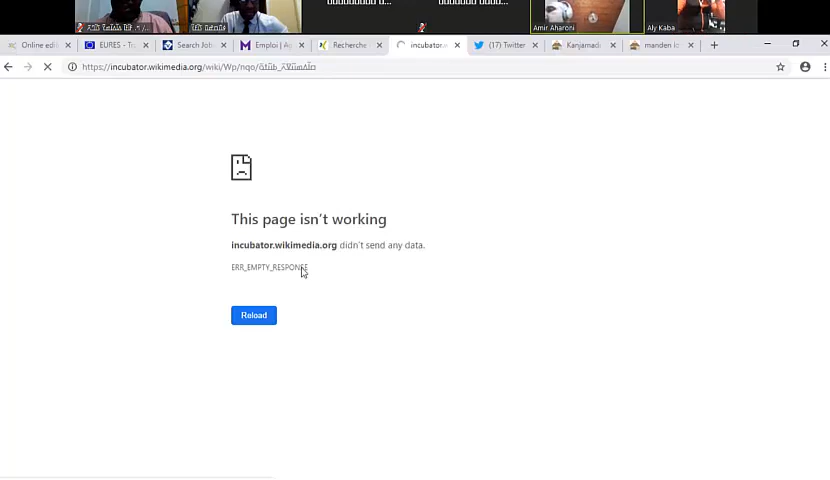 Amir Aharoni
Aly Kaba
Online edi
EURES - Tr
Search Job
Emploi | A
Recherche
incubator.w
(17) Twitter
Kanjamadi
manden lo
https://incubator.wikimedia.org/wiki/Wp/nqo/
This page isn't working
incubator.wikimedia.org didn't send any data.
ERR_EMPTY_RESPONSE
Reload